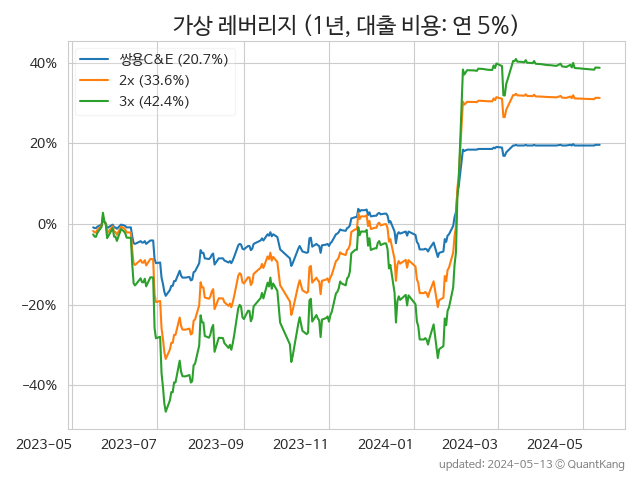 가상 레버리지 (1년, 대출 비용: 연 5%)
쌍용C&E (20.7%)
2x (33.6%)
3x (42.4%)
40%
20%
0%
−20%
−40%
2023-05
2023-07
2023-09
2023-11
2024-01
2024-03
2024-05
updated: 2024-05-13 © QuantKang